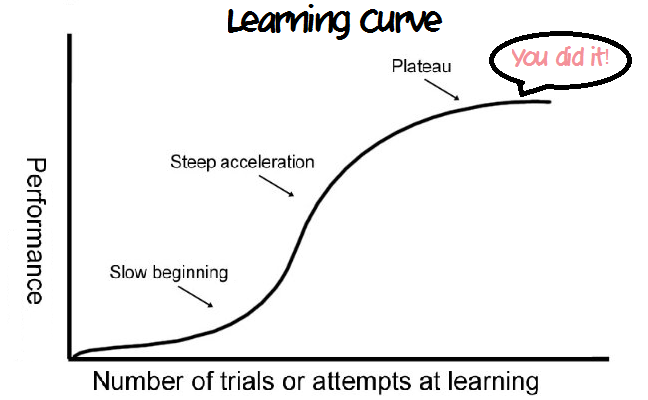 Learning Curve
you did it!
Plateau
Steep acceleration
Slow beginning
Performance
Number of trials or attempts at learning